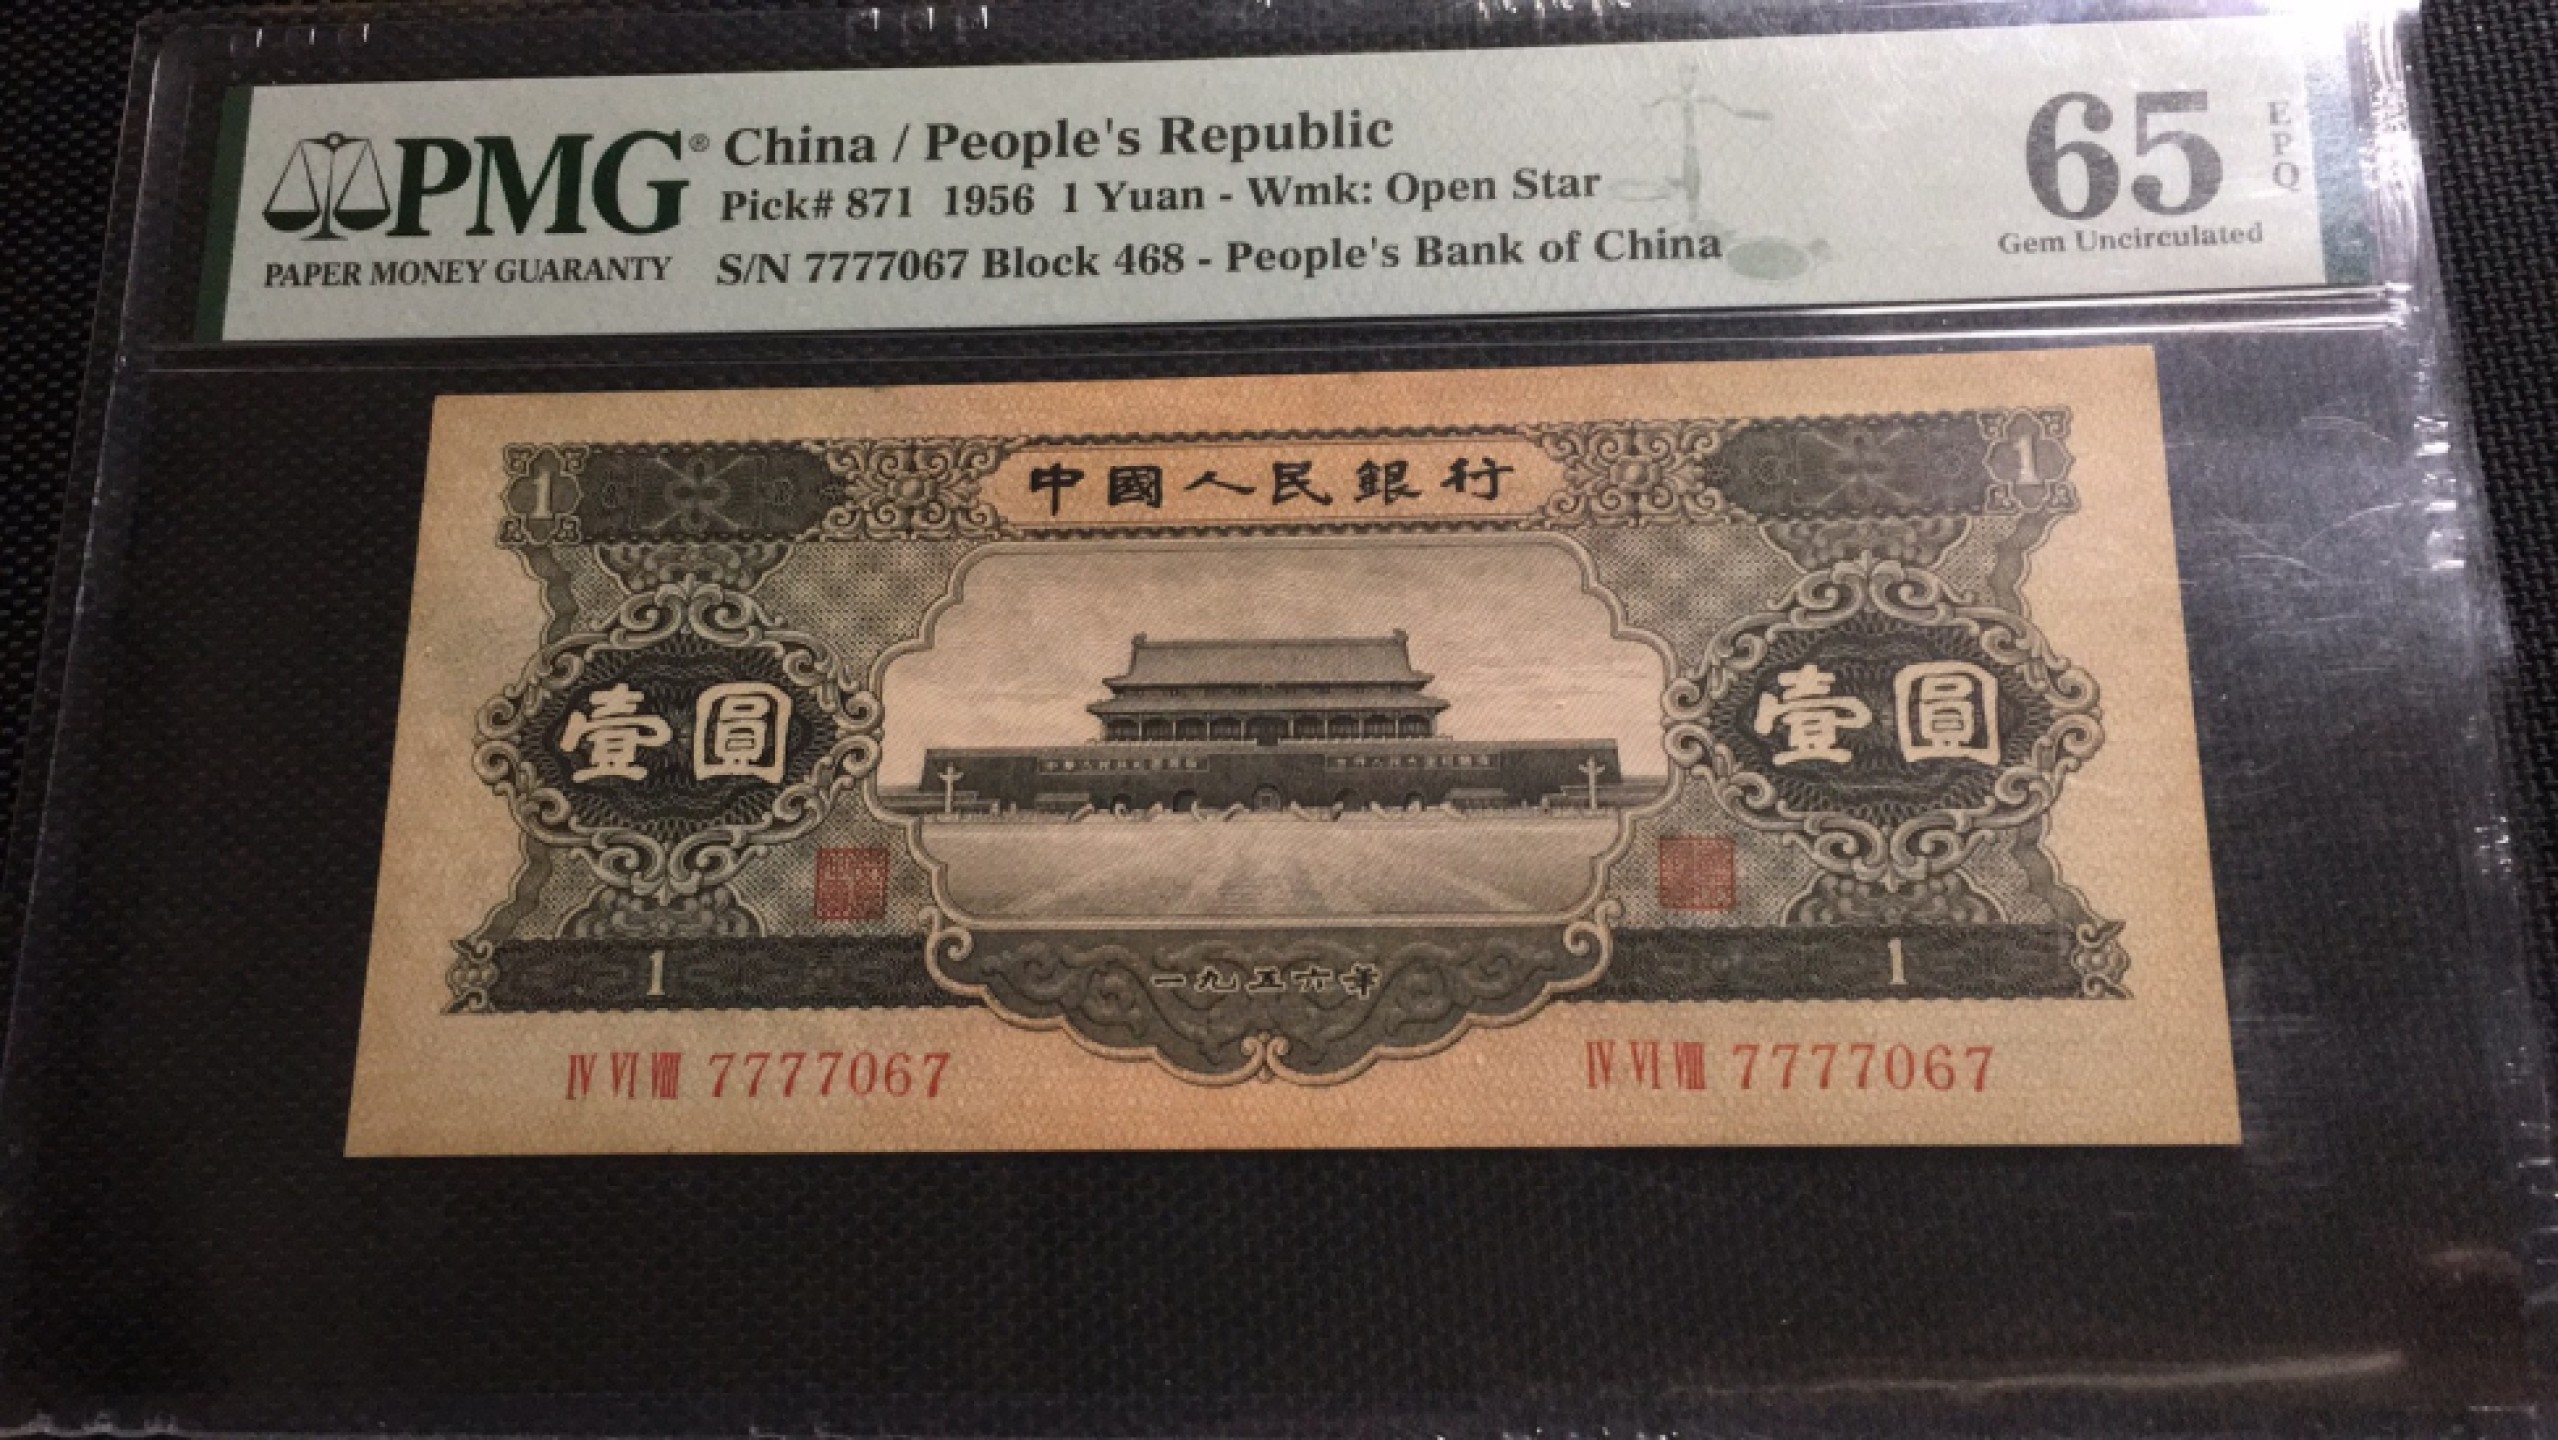 PMG® China / People's Republic
Pick# 871 1956 1 Yuan - Wmk: Open Star
PAPER MONEY GUARANTY S/N 7777067 Block 468 - People's Bank of China
65 EPQ
Gem Uncirculated
1 中國人民銀行 1
壹圓 壹圓
1 一九五六年 1
IV VI VIII 7777067 IV VI VIII 7777067